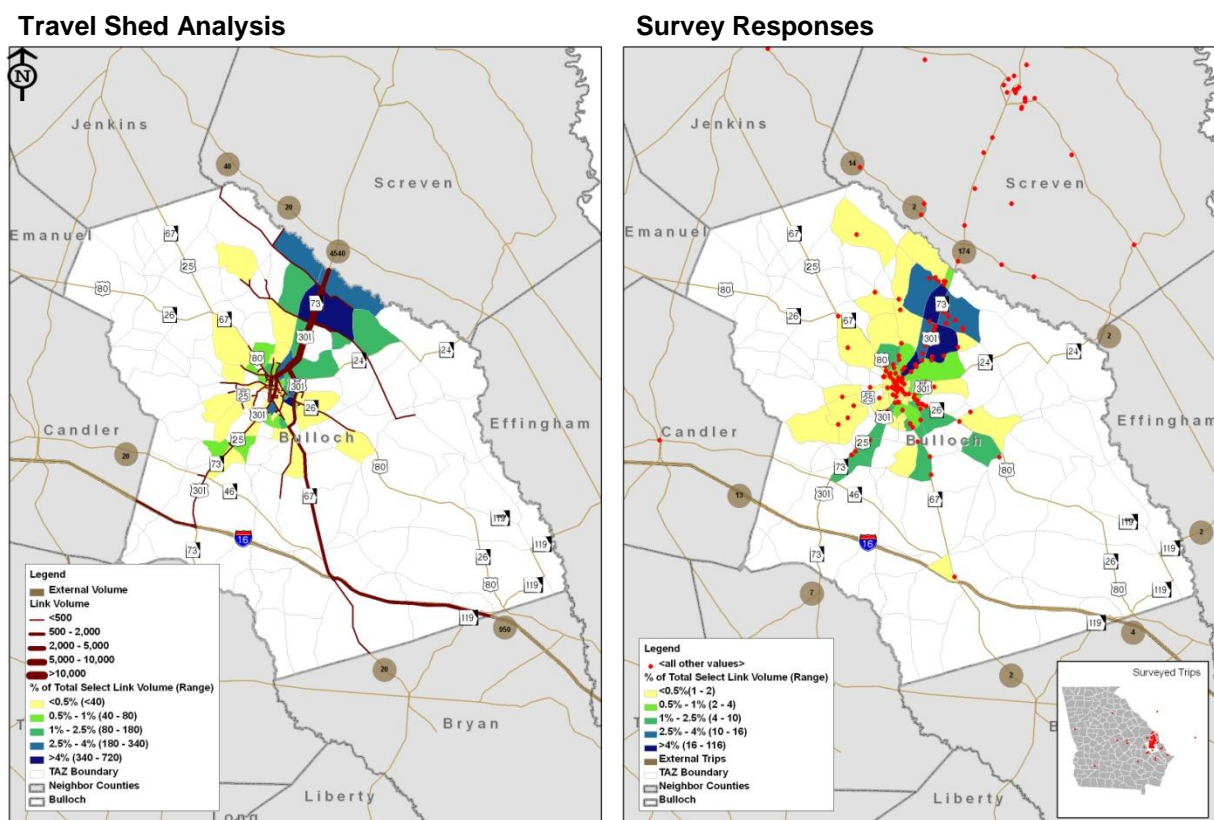 Travel Shed Analysis
N
Jenkins
Screven
Emanuel
Candler
Bulloch
Effingham
Bryan
Liberty
Long
40
20
4540
20
950
20
67
25
80
26
67
73
301
24
24
80
25
301
301
26
25
73
301
46
80
67
73
16
119
119
119
26
80
119
Legend
External Volume
Link Volume
<500
500 - 2,000
2,000 - 5,000
5,000 - 10,000
>10,000
% of Total Select Link Volume (Range)
<0.5% (<40)
0.5% - 1% (40 - 80)
1% - 2.5% (80 - 180)
2.5% - 4% (180 - 340)
>4% (340 - 720)
TAZ Boundary
Neighbor Counties
Bulloch
Survey Responses
Jenkins
Screven
Emanuel
Candler
Bulloch
Effingham
Liberty
14
2
174
2
13
7
2
4
2
67
25
80
26
67
73
301
24
24
80
25
301
301
26
25
73
80
301
46
67
73
16
119
119
119
26
80
119
Legend
<all other values>
% of Total Select Link Volume (Range)
<0.5%(1 - 2)
0.5% - 1% (2 - 4)
1% - 2.5% (4 - 10)
2.5% - 4% (10 - 16)
>4% (16 - 116)
External Trips
TAZ Boundary
Neighbor Counties
Bulloch
Surveyed Trips